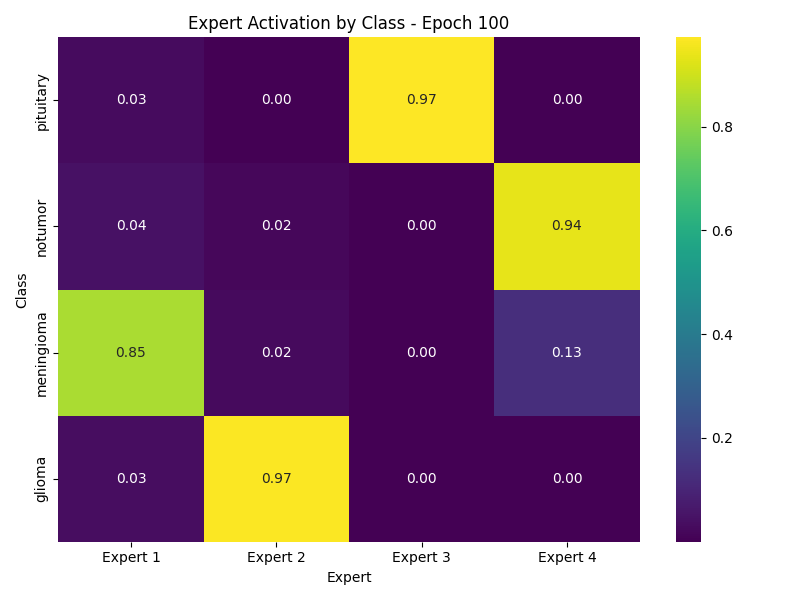 Expert Activation by Class - Epoch 100
pituitary
0.03 0.00 0.97 0.00
notumor
0.04 0.02 0.00 0.94
meningioma
0.85 0.02 0.00 0.13
glioma
0.03 0.97 0.00 0.00
Class
Expert 1 Expert 2 Expert 3 Expert 4
Expert
0.8
0.6
0.4
0.2